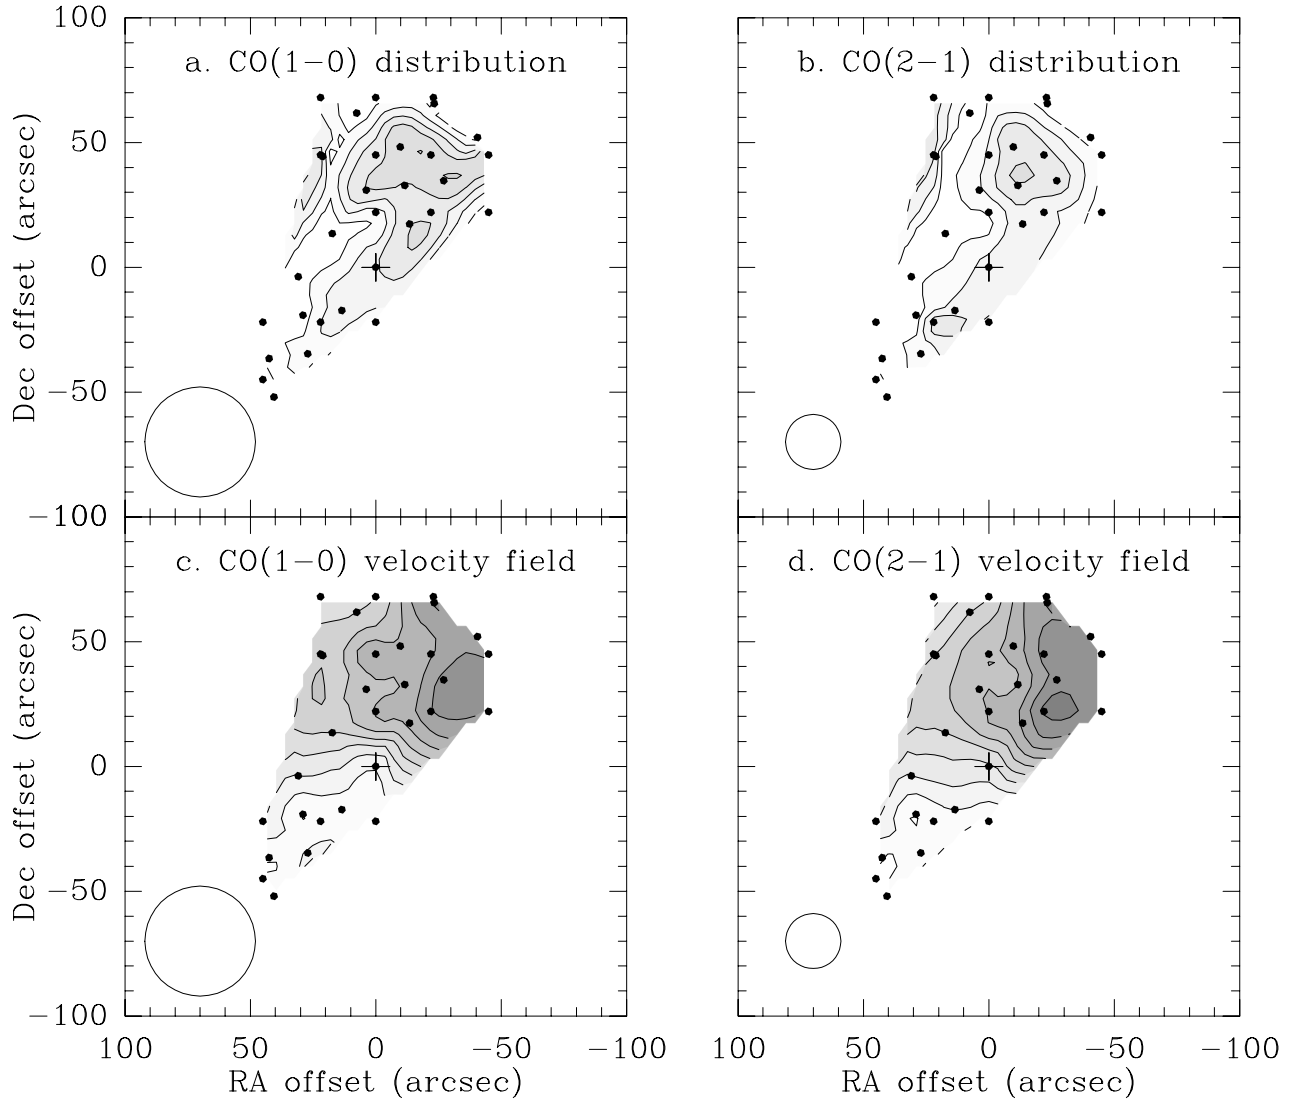 100
a. CO(1−0) distribution
b. CO(2−1) distribution
50
0
−50
−100
Dec offset (arcsec)
c. CO(1−0) velocity field
d. CO(2−1) velocity field
50
0
−50
−100
Dec offset (arcsec)
100 50 0 −50 −100
100 50 0 −50 −100
RA offset (arcsec)
RA offset (arcsec)